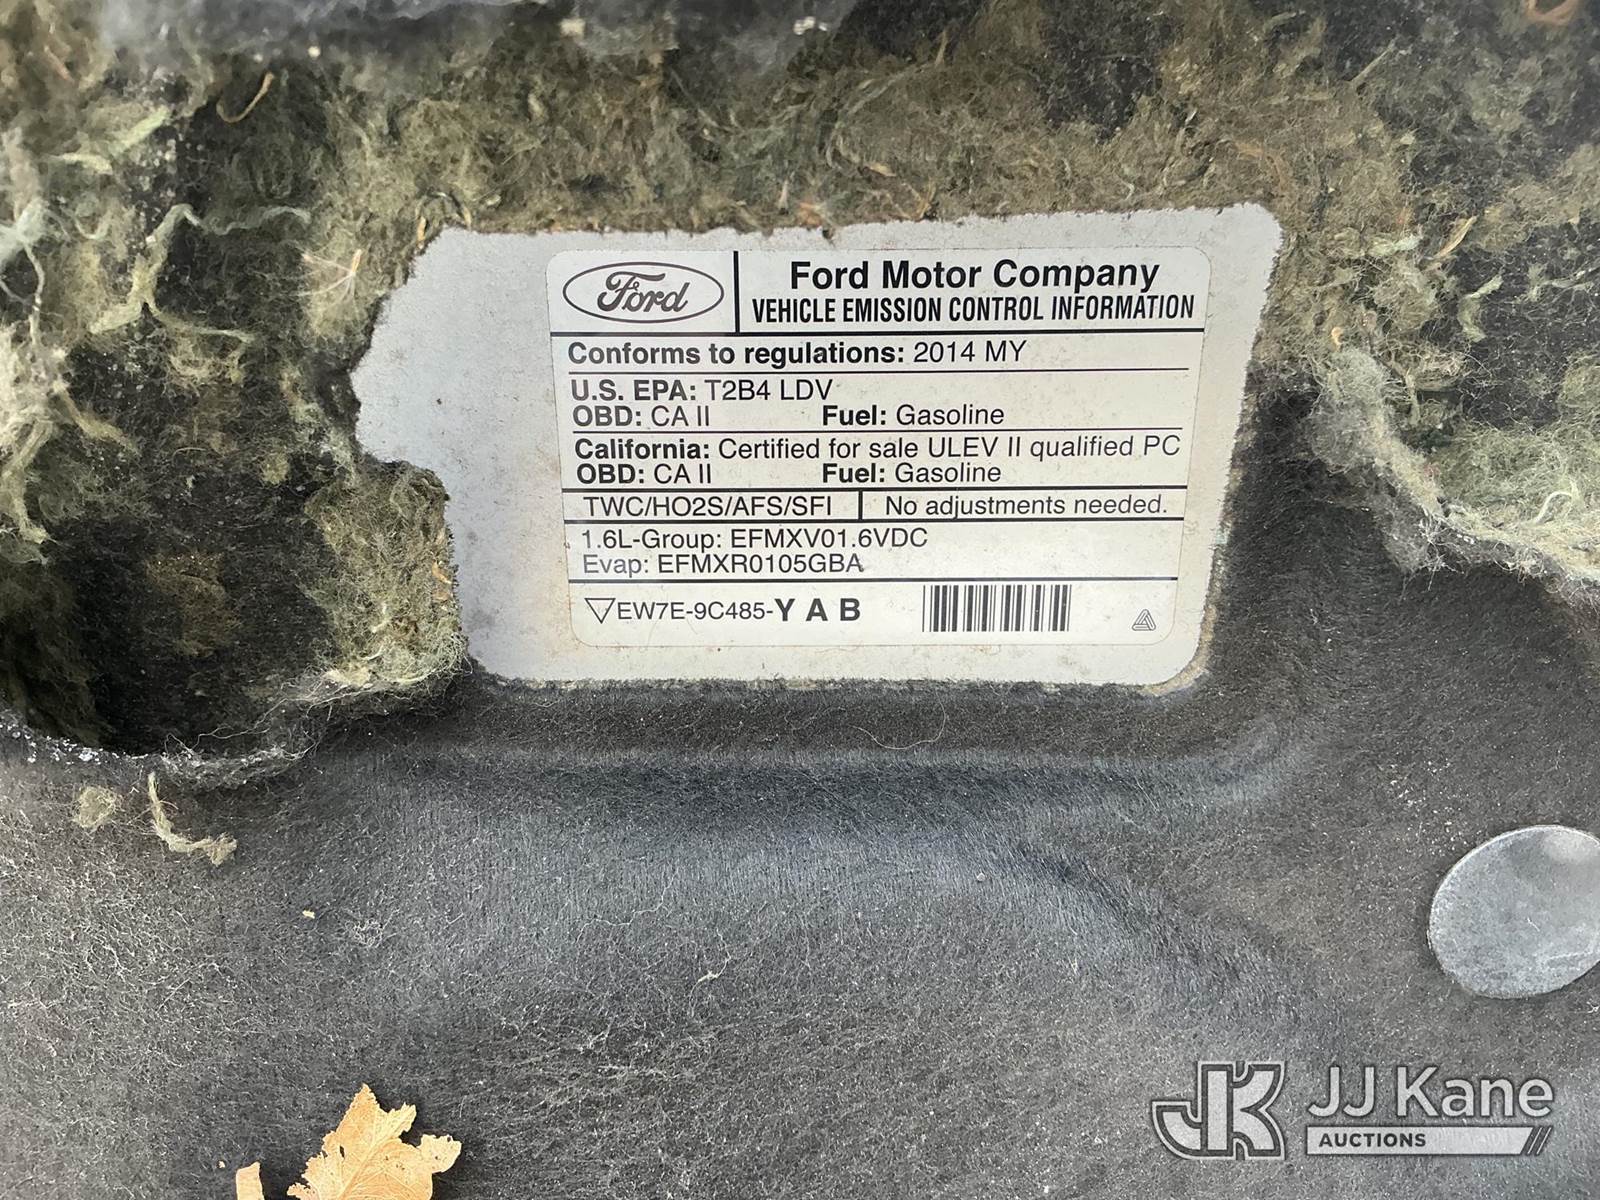 Ford
Ford Motor Company
VEHICLE EMISSION CONTROL INFORMATION
Conforms to regulations: 2014 MY
U.S. EPA: T2B4 LDV
OBD: CA II Fuel: Gasoline
California: Certified for sale ULEV II qualified PC
OBD: CA II Fuel: Gasoline
TWC/HO2S/AFS/SFI No adjustments needed.
1.6L-Group: EFMXV01.6VDC
Evap: EFMXR0105GBA
EW7E-9C485-Y A B
JK JJ Kane
AUCTIONS